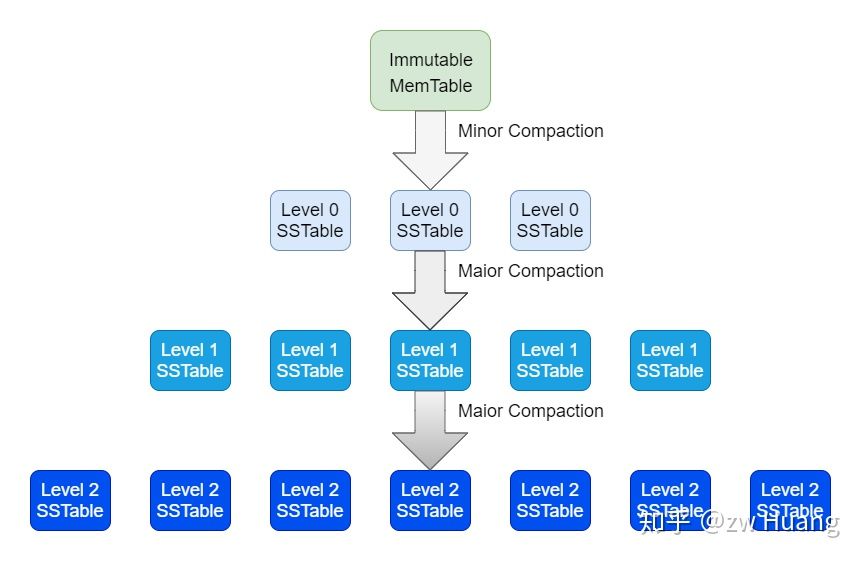 Immutable
MemTable
Minor Compaction
Level 0 Level 0 Level 0
SSTable SSTable SSTable
Maior Compaction
Level 1 Level 1 Level 1 Level 1 Level 1
SSTable SSTable SSTable SSTable SSTable
Maior Compaction
Level 2 Level 2 Level 2 Level 2 Level 2 Level 2 Level 2
SSTable SSTable SSTable SSTable SSTable SSTable SSTable
知乎 @zw Huang